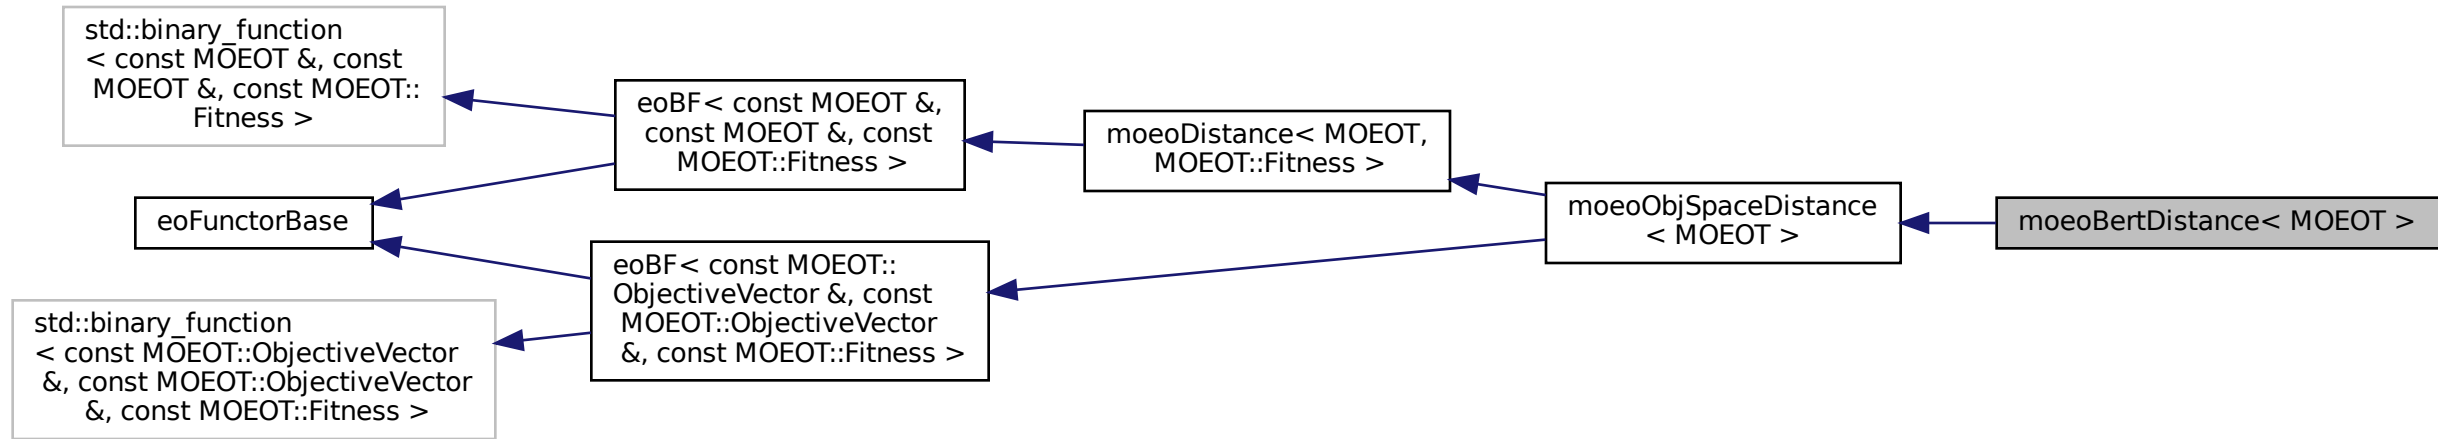 std::binary_function
< const MOEOT &, const
MOEOT &, const MOEOT::
Fitness >
eoFunctorBase
std::binary_function
< const MOEOT::ObjectiveVector
&, const MOEOT::ObjectiveVector
&, const MOEOT::Fitness >
eoBF< const MOEOT &,
const MOEOT &, const
MOEOT::Fitness >
eoBF< const MOEOT::
ObjectiveVector &, const
MOEOT::ObjectiveVector
&, const MOEOT::Fitness >
moeoDistance< MOEOT,
MOEOT::Fitness >
moeoObjSpaceDistance
< MOEOT >
moeoBertDistance< MOEOT >